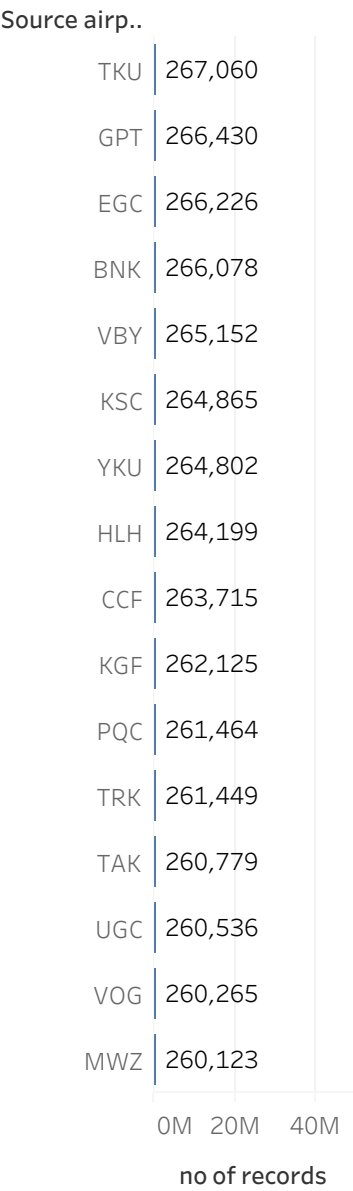 Source airp..
TKU 267,060
GPT 266,430
EGC 266,226
BNK 266,078
VBY 265,152
KSC 264,865
YKU 264,802
HLH 264,199
CCF 263,715
KGF 262,125
PQC 261,464
TRK 261,449
TAK 260,779
UGC 260,536
VOG 260,265
MWZ 260,123
0M 20M 40M
no of records